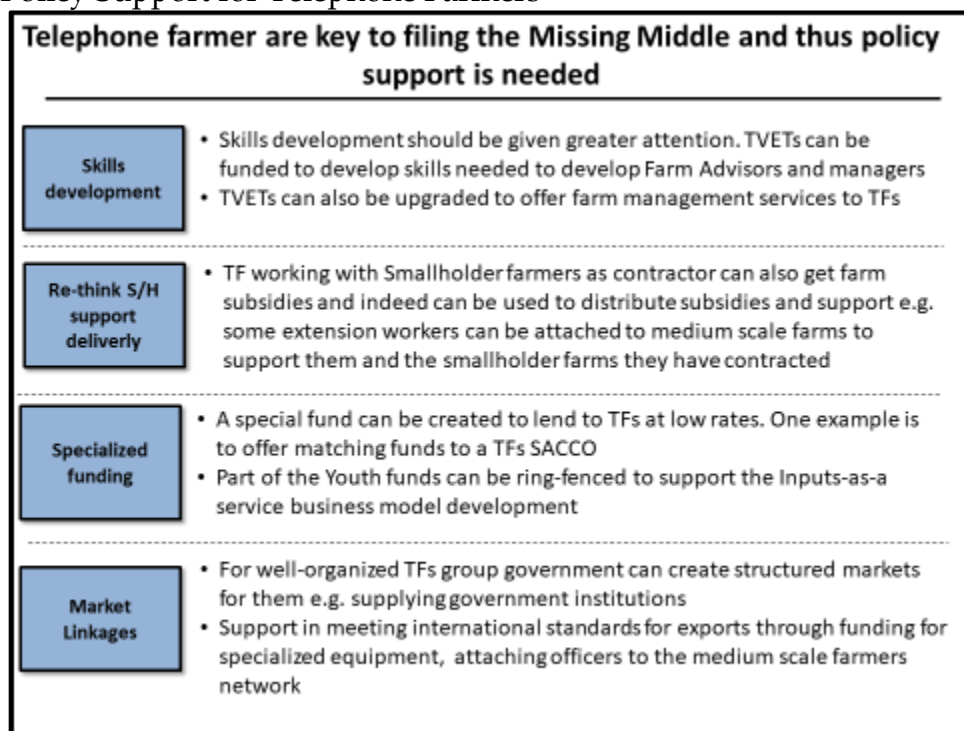 Policy Support for Telephone Farmers
Telephone farmer are key to filing the Missing Middle and thus policy
support is needed
Skills
development
• Skills development should be given greater attention. TVETs can be
funded to develop skills needed to develop Farm Advisors and managers
• TVETs can also be upgraded to offer farm management services to TFs
Re-think S/H
support
deliverly
• TF working with Smallholder farmers as contractor can also get farm
subsidies and indeed can be used to distribute subsidies and support e.g.
some extension workers can be attached to medium scale farms to
support them and the smallholder farms they have contracted
Specialized
funding
• A special fund can be created to lend to TFs at low rates. One example is
to offer matching funds to a TFs SACCO
• Part of the Youth funds can be ring-fenced to support the Inputs-as-a
service business model development
Market
Linkages
• For well-organized TFs group government can create structured markets
for them e.g. supplying government institutions
• Support in meeting international standards for exports through funding for
specialized equipment, attaching officers to the medium scale farmers
network